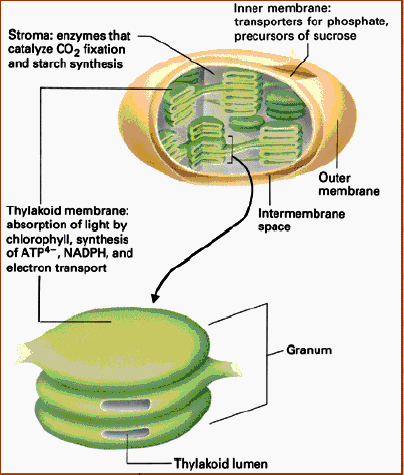 Inner membrane:
transporters for phosphate,
precursors of sucrose
Stroma: enzymes that
catalyze CO₂ fixation
and starch synthesis
Outer
membrane
Intermembrane
space
Thylakoid membrane:
absorption of light by
chlorophyll, synthesis
of ATP⁴⁻, NADPH, and
electron transport
Granum
Thylakoid lumen